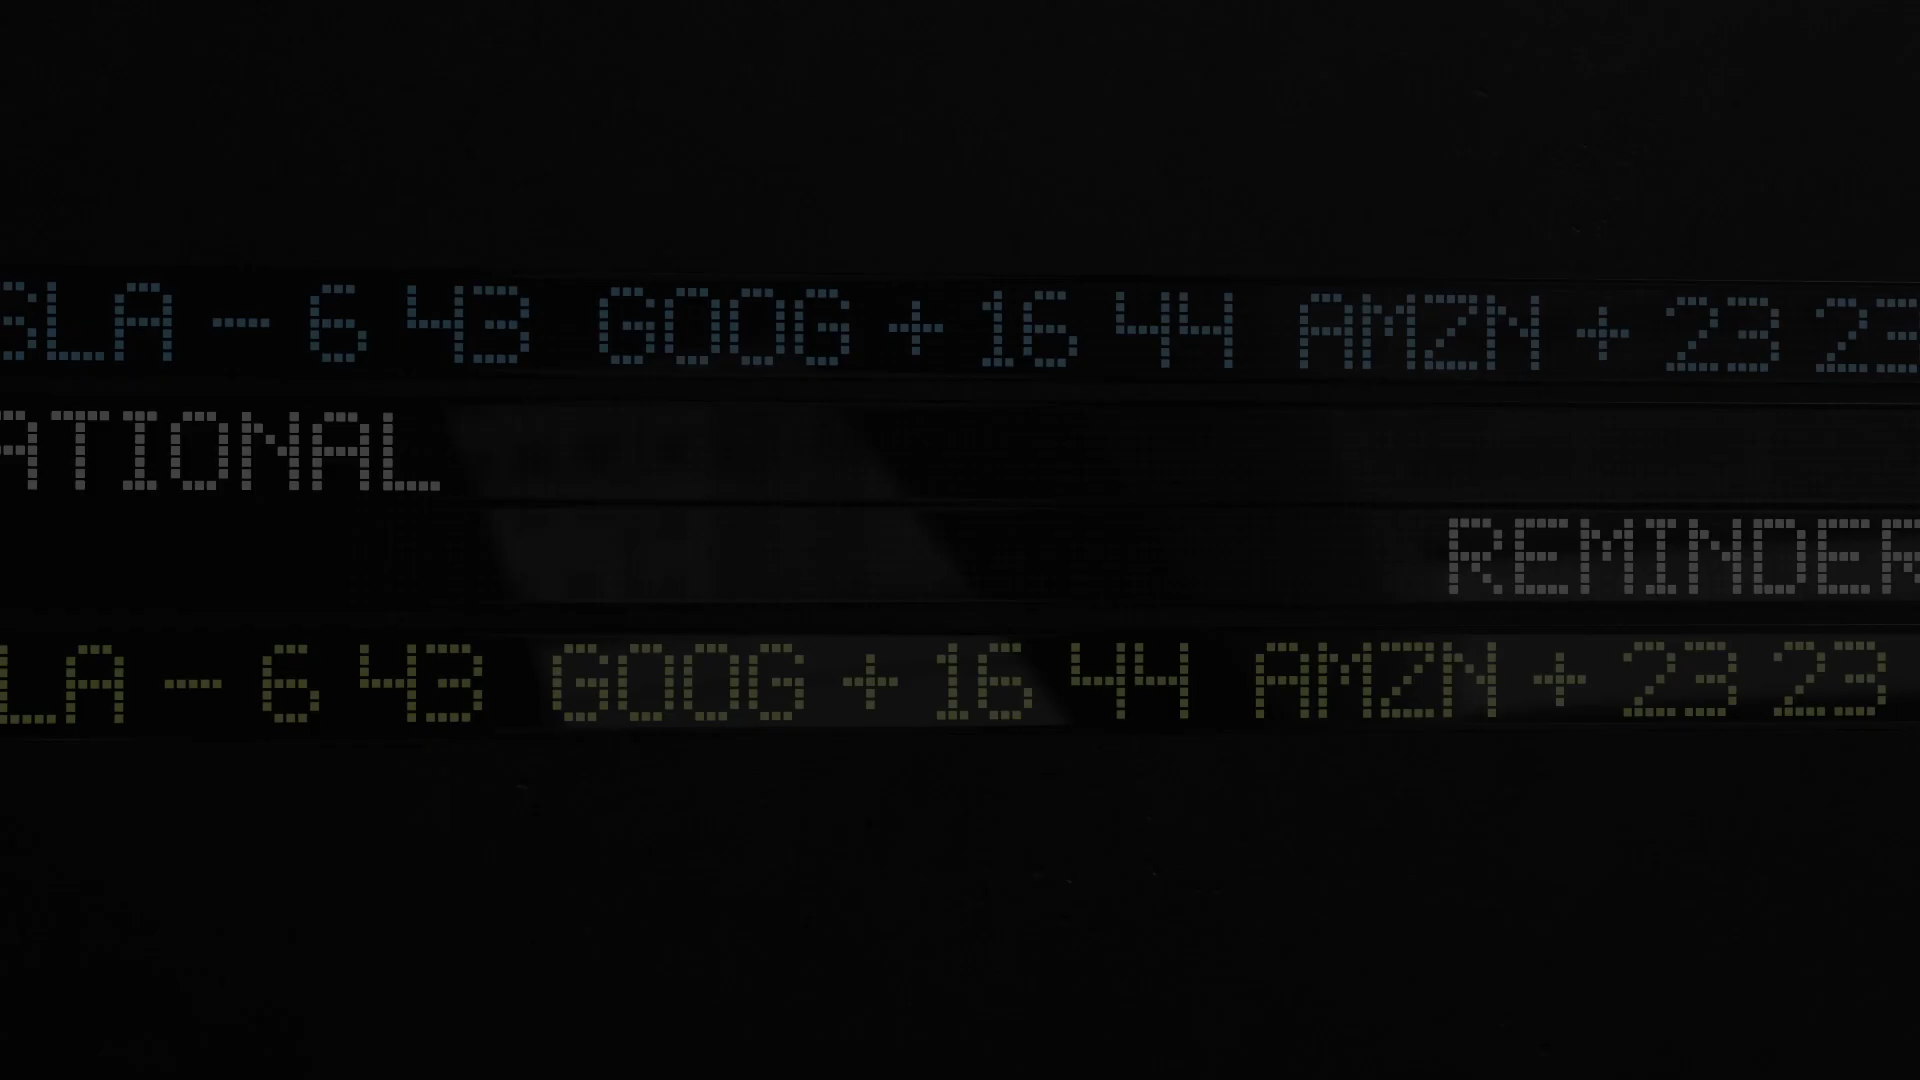 SLA - 6 43 GOOG + 16 44 AMZN + 23 23
ATIONAL
REMINDER
LA - 6 43 GOOG + 16 44 AMZN + 23 23